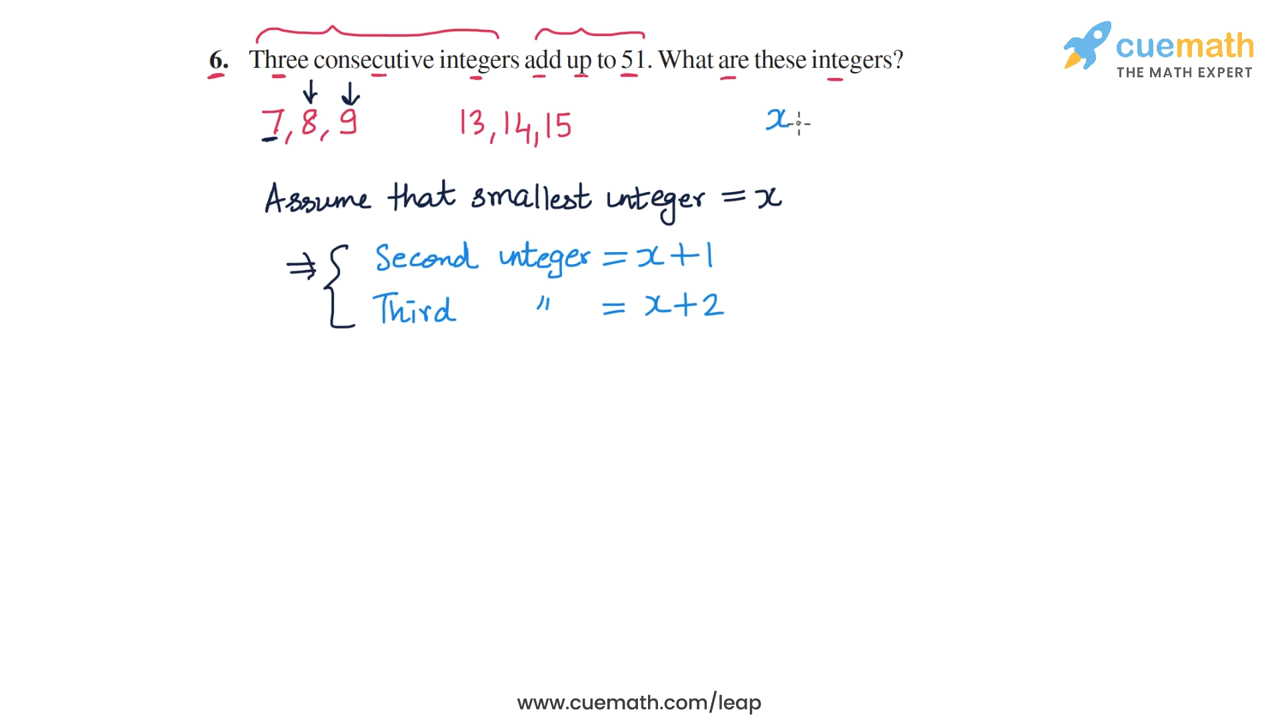 6. Three consecutive integers add up to 51. What are these integers?
cuemath
THE MATH EXPERT
7, 8, 9 13, 14, 15 x
Assume that smallest integer = x
⇒ { Second integer = x+1
Third " = x+2
www.cuemath.com/leap